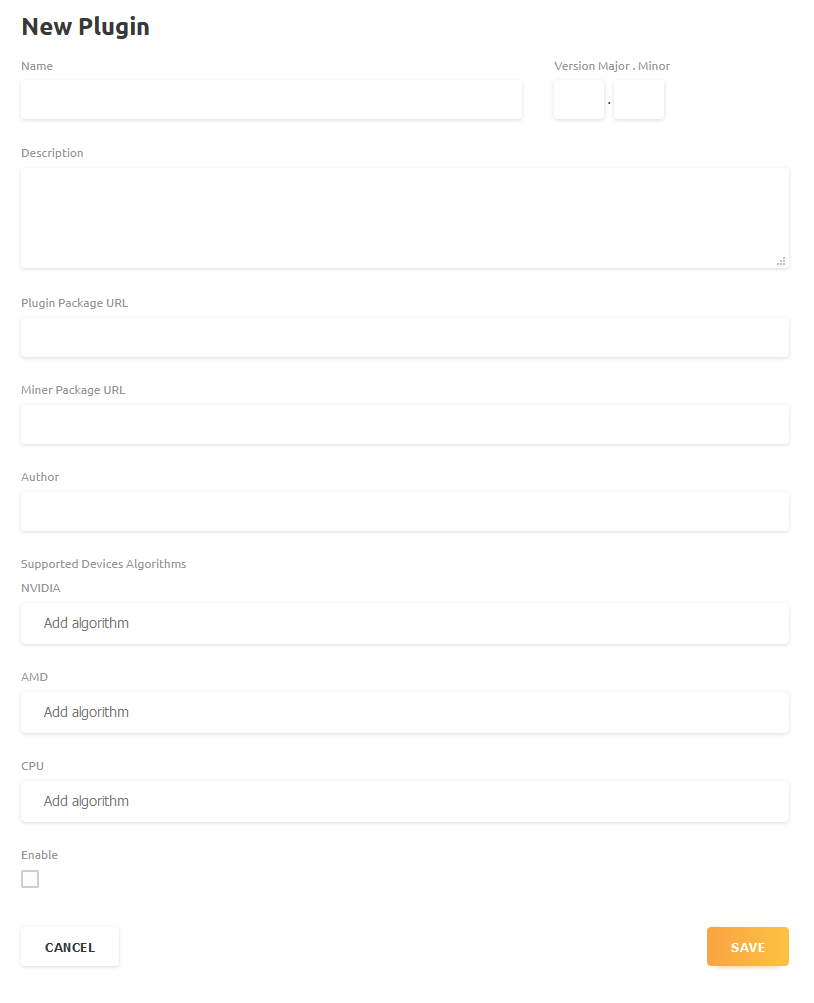 New Plugin
Name
Version Major . Minor
.
Description
Plugin Package URL
Miner Package URL
Author
Supported Devices Algorithms
NVIDIA
Add algorithm
AMD
Add algorithm
CPU
Add algorithm
Enable
CANCEL
SAVE